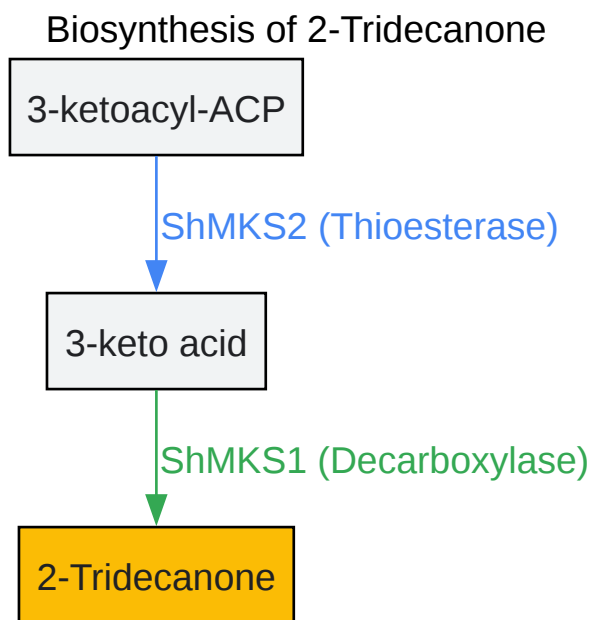 Biosynthesis of 2-Tridecanone
3-ketoacyl-ACP
ShMKS2 (Thioesterase)
3-keto acid
ShMKS1 (Decarboxylase)
2-Tridecanone